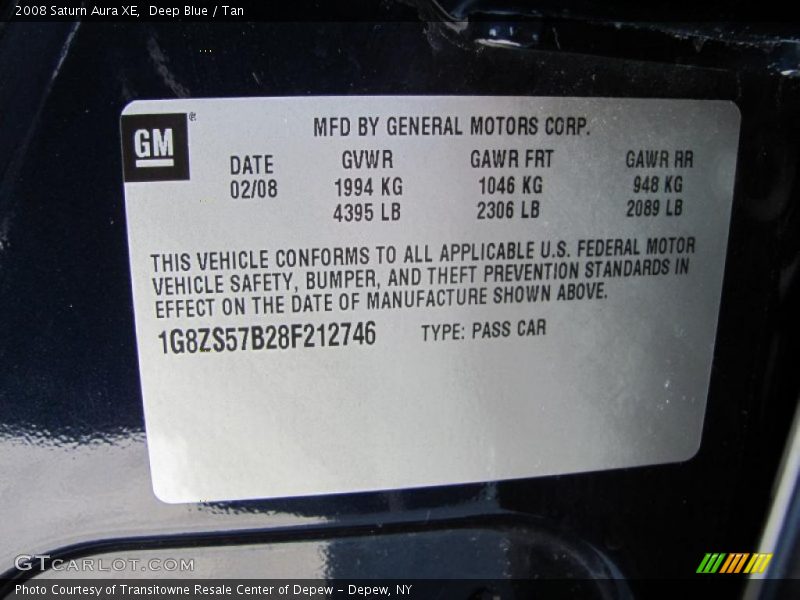 2008 Saturn Aura XE, Deep Blue / Tan
GM®
MFD BY GENERAL MOTORS CORP.
DATE GVWR GAWR FRT GAWR RR
02/08 1994 KG 1046 KG 948 KG
4395 LB 2306 LB 2089 LB
THIS VEHICLE CONFORMS TO ALL APPLICABLE U.S. FEDERAL MOTOR
VEHICLE SAFETY, BUMPER, AND THEFT PREVENTION STANDARDS IN
EFFECT ON THE DATE OF MANUFACTURE SHOWN ABOVE.
1G8ZS57B28F212746 TYPE: PASS CAR
GTCARLOT.COM
Photo Courtesy of Transitowne Resale Center of Depew – Depew, NY